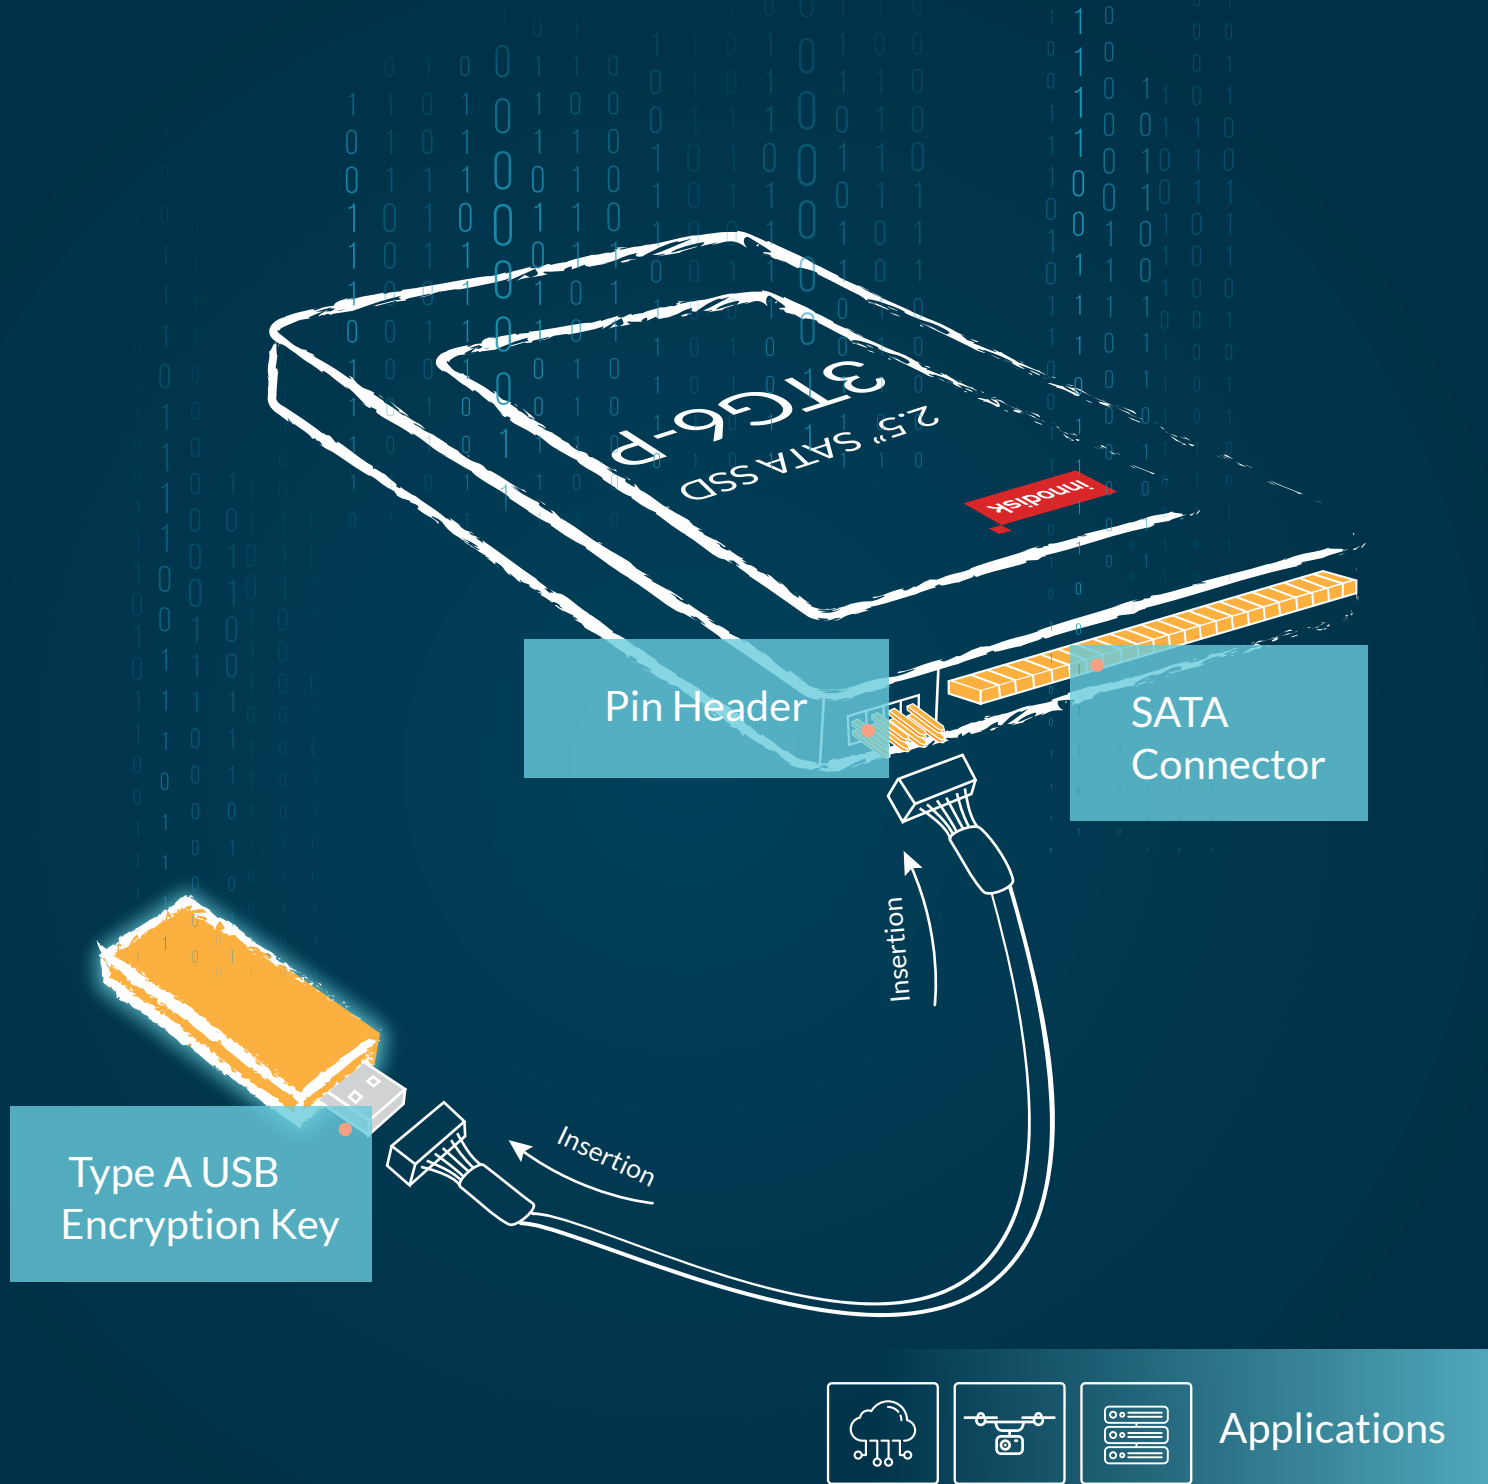 3TG6-P
2.5” SATA SSD
innodisk
Pin Header
SATA
Connector
Insertion
Insertion
Type A USB
Encryption Key
Applications